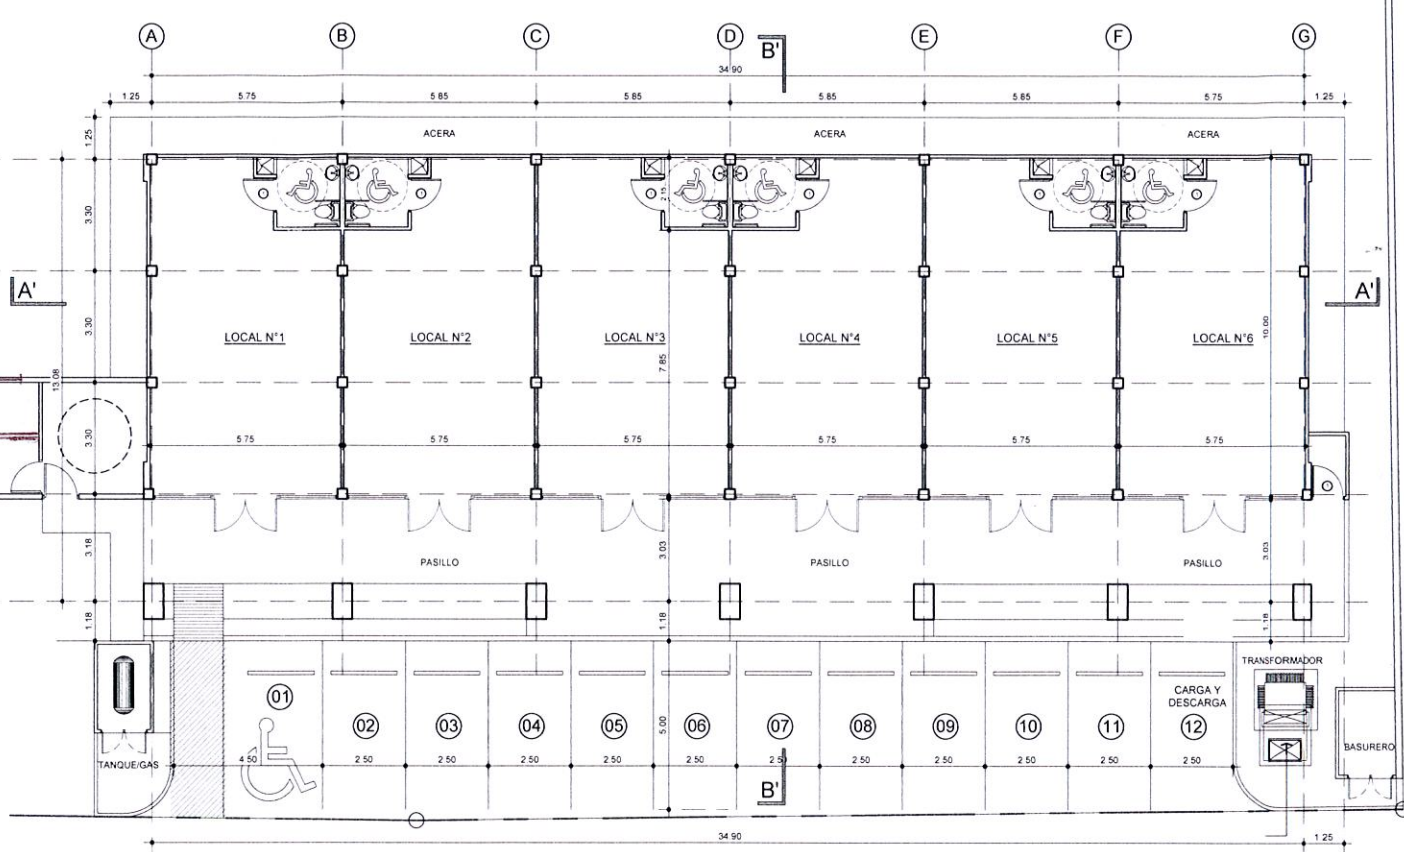 A B C D E F G
B'
34.90
1.25 5.75 5.85 5.85 5.85 5.85 5.75 1.25
1.25
ACERA ACERA ACERA
3.30
2.15
A' A'
3.30
LOCAL N°1 LOCAL N°2 LOCAL N°3 LOCAL N°4 LOCAL N°5 LOCAL N°6
10.00
7.85
13.08
3.30
5.75 5.75 5.75 5.75 5.75 5.75
3.18 3.03 3.03
PASILLO PASILLO PASILLO
1.18 1.18 1.18
TRANSFORMADOR
CARGA Y
DESCARGA
01 02 03 04 05 06 07 08 09 10 11 12
5.00
BASURERO
TANQUE/GAS
4.50 2.50 2.50 2.50 2.50 2.50 2.50 2.50 2.50 2.50 2.50 2.50
B'
34.90 1.25